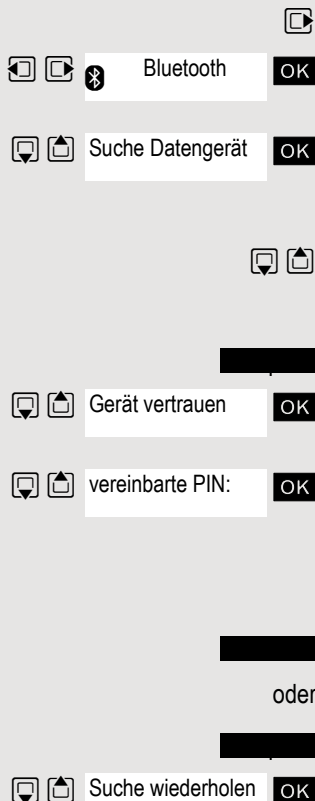 Bluetooth OK
Suche Datengerät OK
Gerät vertrauen OK
vereinbarte PIN: OK
oder
Suche wiederholen OK